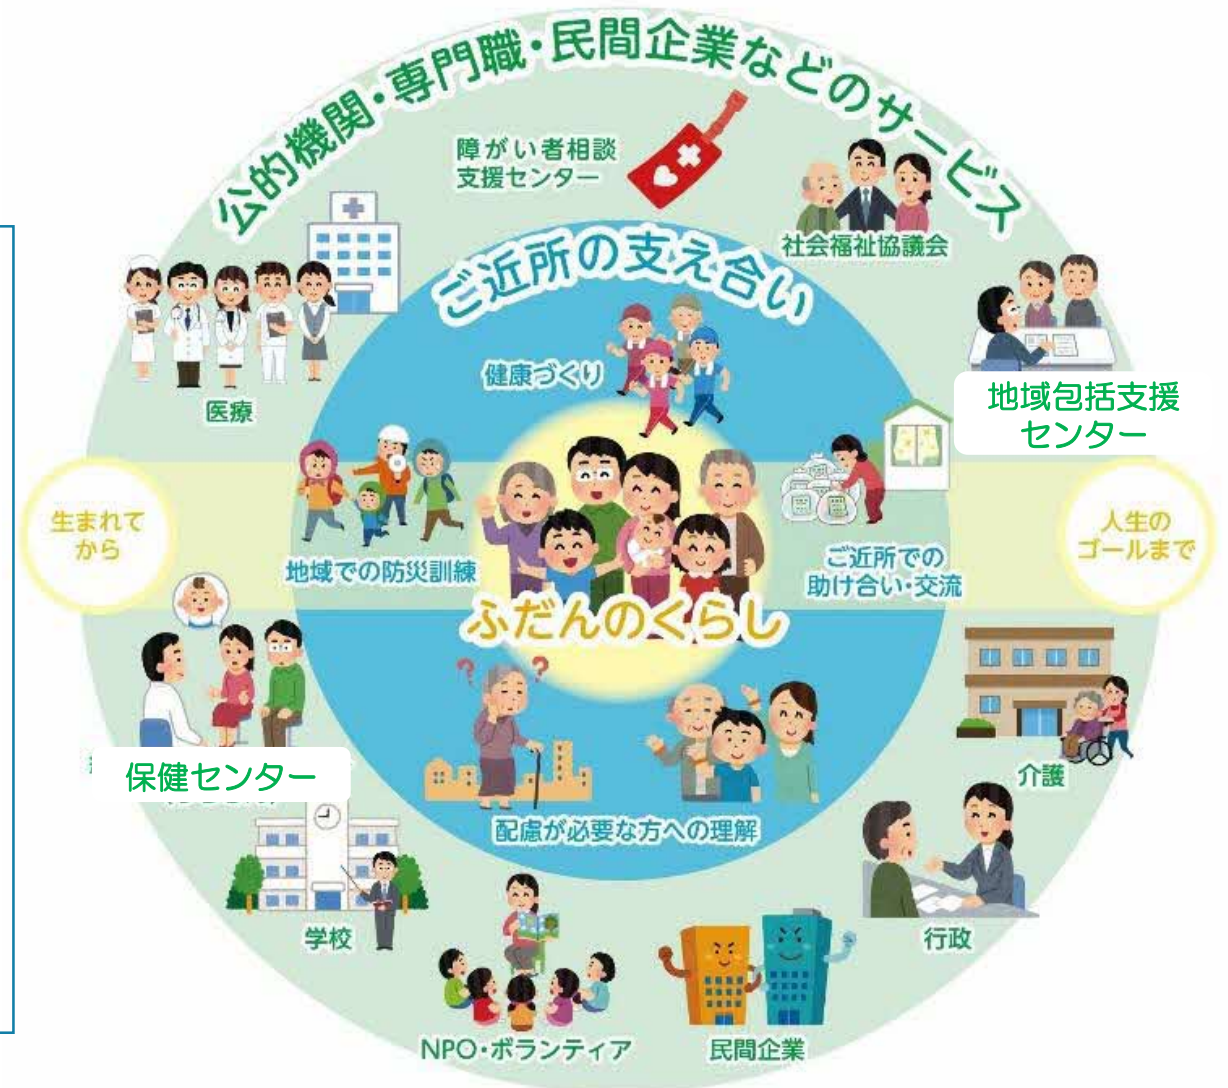 公的機関・専門職・民間企業などのサービス
障がい者相談
支援センター
社会福祉協議会
ご近所の支え合い
健康づくり
医療
地域包括支援
センター
生まれて
から
人生の
ゴールまで
地域での防災訓練
ご近所での
助け合い・交流
ふだんのくらし
保健センター
介護
配慮が必要な方への理解
学校
行政
NPO・ボランティア
民間企業